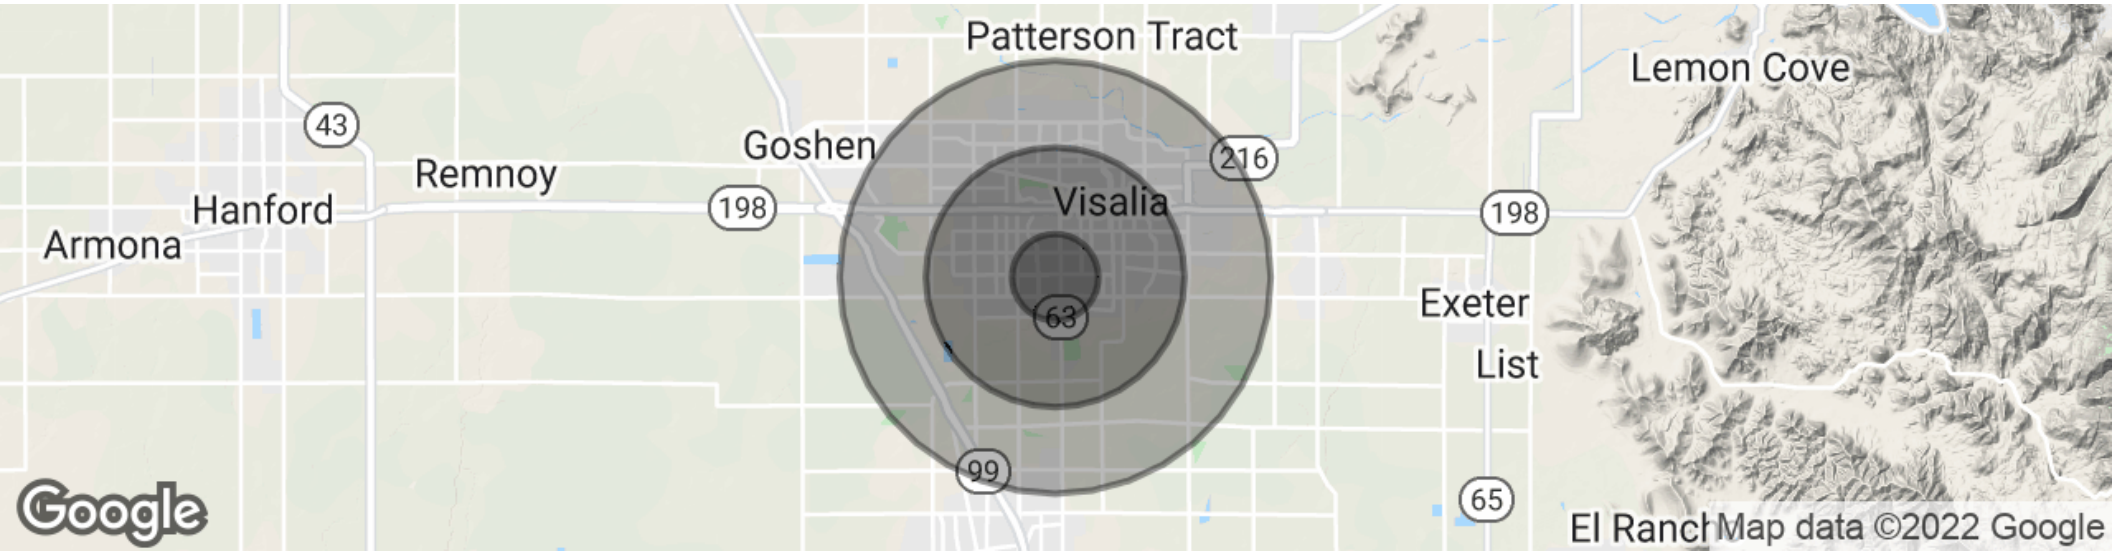 Patterson Tract
Lemon Cove
43
Goshen
216
Remnoy
Visalia
198
Hanford
198
Armona
Exeter
63
List
99
65
Google
El Ranch
Map data ©2022 Google